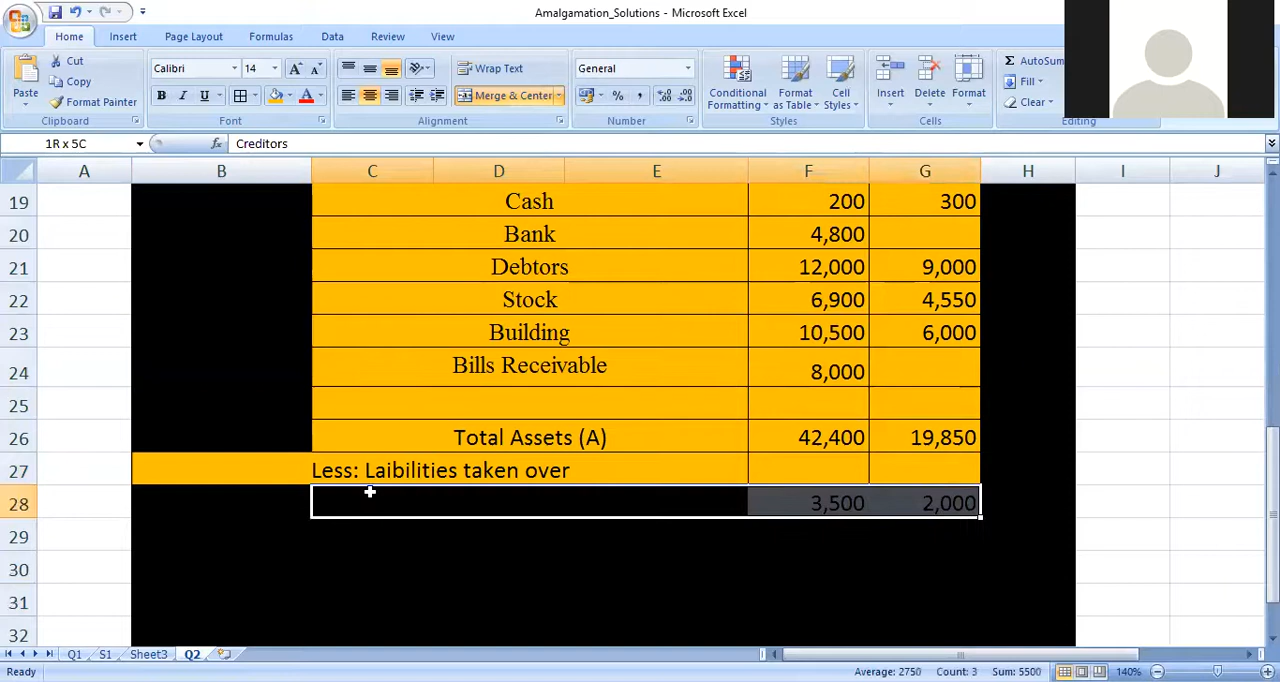 Amalgamation_Solutions - Microsoft Excel
Home Insert Page Layout Formulas Data Review View
Cut Calibri 14 A A Wrap Text General Σ AutoSum
Copy Fill
Paste Format Painter B I U A Merge & Center % , .00 Conditional Formatting Format as Table Cell Styles Insert Delete Format Clear
Clipboard Font Alignment Number Styles Cells Editing
1R x 5C fx Creditors
A B C D E F G H I J
19 Cash 200 300
20 Bank 4,800
21 Debtors 12,000 9,000
22 Stock 6,900 4,550
23 Building 10,500 6,000
24 Bills Receivable 8,000
25
26 Total Assets (A) 42,400 19,850
27 Less: Laibilities taken over
28 3,500 2,000
29
30
31
32
Q1 S1 Sheet3 Q2
Ready Average: 2750 Count: 3 Sum: 5500 140%